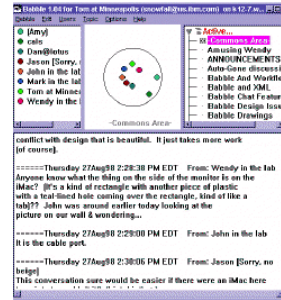 Babble 1.04 for Tom at Minneapolis (snowfall@us.ibm.com) on k12-7.w...
Babble Edit Users Topic Options Help
(Amy)
cals
Dan@lotus
Jason [Sorry,
John in the lab
Mark in the lab
Tom at Minne
Wendy in the
-Commons Area-
Active...
Commons Area
Amusing Wendy
ANNOUNCEMENTS
Auto-Gone discussi
Babble And Workflo
Babble and XML
Babble Chat Featur
Babble Design Issu
Babble Downtime
conflict with design that is beautiful. It just takes more work
(of course).
======Thursday 27Aug98 2:28:38 PM EDT From: Wendy in the lab
Anyone know what the thing on the side of the monitor is on the
iMac? (It's a kind of rectangle with another piece of plastic
with a teal-lined hole coming over the rectangle, kind of like a
tab)?? John was around earlier today looking at the
picture on our wall & wondering...
======Thursday 27Aug98 2:29:08 PM EDT From: John in the lab
It is the cable port.
======Thursday 27Aug98 2:30:06 PM EDT From: Jason [Sorry, no
beige]
This conversation sure would be easier if there were an iMac here